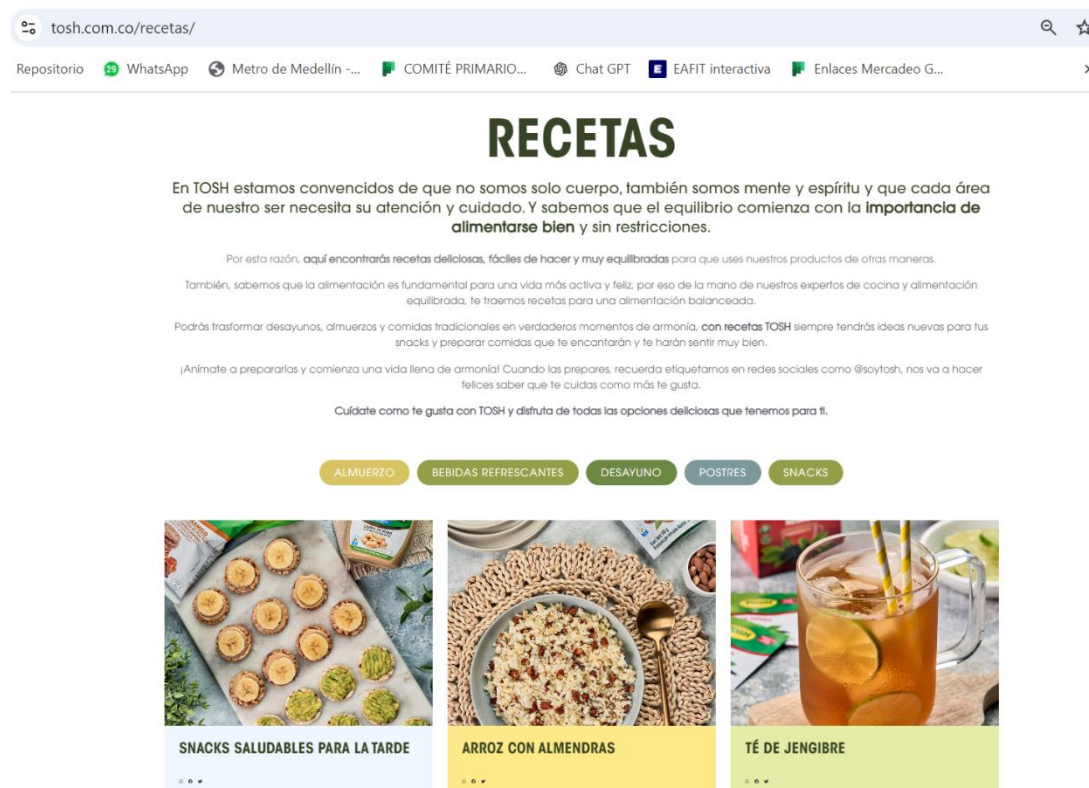 tosh.com.co/recetas/
Repositorio 29 WhatsApp Metro de Medellín -... COMITÉ PRIMARIO... Chat GPT EAFIT interactiva Enlaces Mercadeo G...
RECETAS
En TOSH estamos convencidos de que no somos solo cuerpo, también somos mente y espíritu y que cada área
de nuestro ser necesita su atención y cuidado. Y sabemos que el equilibrio comienza con la importancia de
alimentarse bien y sin restricciones.
Por esta razón, aquí encontrarás recetas deliciosas, fáciles de hacer y muy equilibradas para que uses nuestros productos de otras maneras.
También, sabemos que la alimentación es fundamental para una vida más activa y feliz, por eso de la mano de nuestros expertos de cocina y alimentación
equilibrada, te traemos recetas para una alimentación balanceada.
Podrás trasformar desayunos, almuerzos y comidas tradicionales en verdaderos momentos de armonía, con recetas TOSH siempre tendrás ideas nuevas para tus
snacks y preparar comidas que te encantarán y te harán sentir muy bien.
¡Anímate a prepararlas y comienza una vida llena de armonía! Cuando las prepares, recuerda etiquetarnos en redes sociales como @soytosh, nos va a hacer
felices saber que te cuidas como más te gusta.
Cuídate como te gusta con TOSH y disfruta de todas las opciones deliciosas que tenemos para ti.
ALMUERZO BEBIDAS REFRESCANTES DESAYUNO POSTRES SNACKS
SNACKS SALUDABLES PARA LA TARDE ARROZ CON ALMENDRAS TÉ DE JENGIBRE